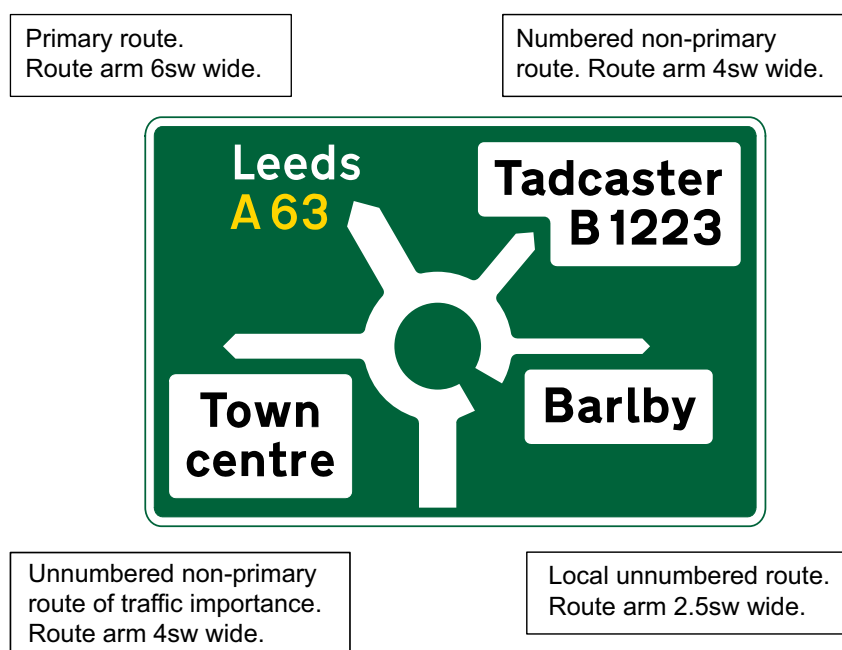 Primary route.
Route arm 6sw wide.
Numbered non-primary
route. Route arm 4sw wide.
Leeds
A 63
Tadcaster
B 1223
Town
centre
Barlby
Unnumbered non-primary
route of traffic importance.
Route arm 4sw wide.
Local unnumbered route.
Route arm 2.5sw wide.